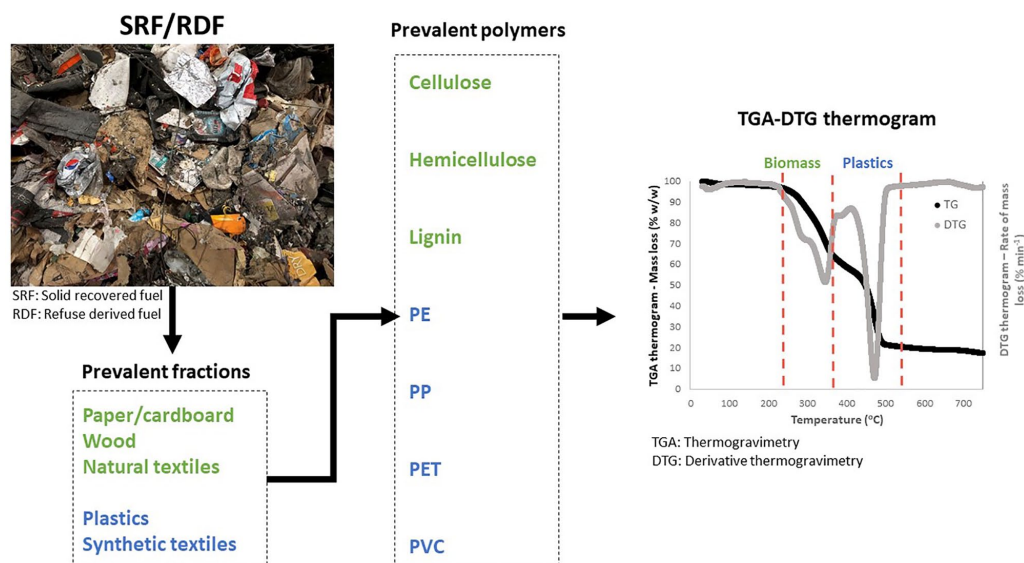 SRF/RDF
SRF: Solid recovered fuel
RDF: Refuse derived fuel
Prevalent fractions
Paper/cardboard
Wood
Natural textiles
Plastics
Synthetic textiles
Prevalent polymers
Cellulose
Hemicellulose
Lignin
PE
PP
PET
PVC
TGA-DTG thermogram
Biomass
Plastics
TGA thermogram - Mass loss (% w/w)
100
90
80
70
60
50
40
30
20
10
0
TG
DTG
DTG thermogram – Rate of mass
loss (% min⁻¹)
0 100 200 300 400 500 600 700
Temperature (°C)
TGA: Thermogravimetry
DTG: Derivative thermogravimetry